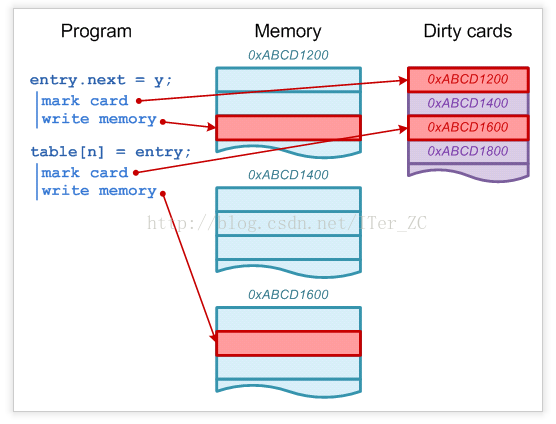 Program
Memory
Dirty cards
0xABCD1200
entry.next = y;
mark card
write memory
table[n] = entry;
mark card
write memory
0xABCD1200
0xABCD1400
0xABCD1600
0xABCD1800
0xABCD1400
http://blog.csdn.net/ITer_ZC
0xABCD1600